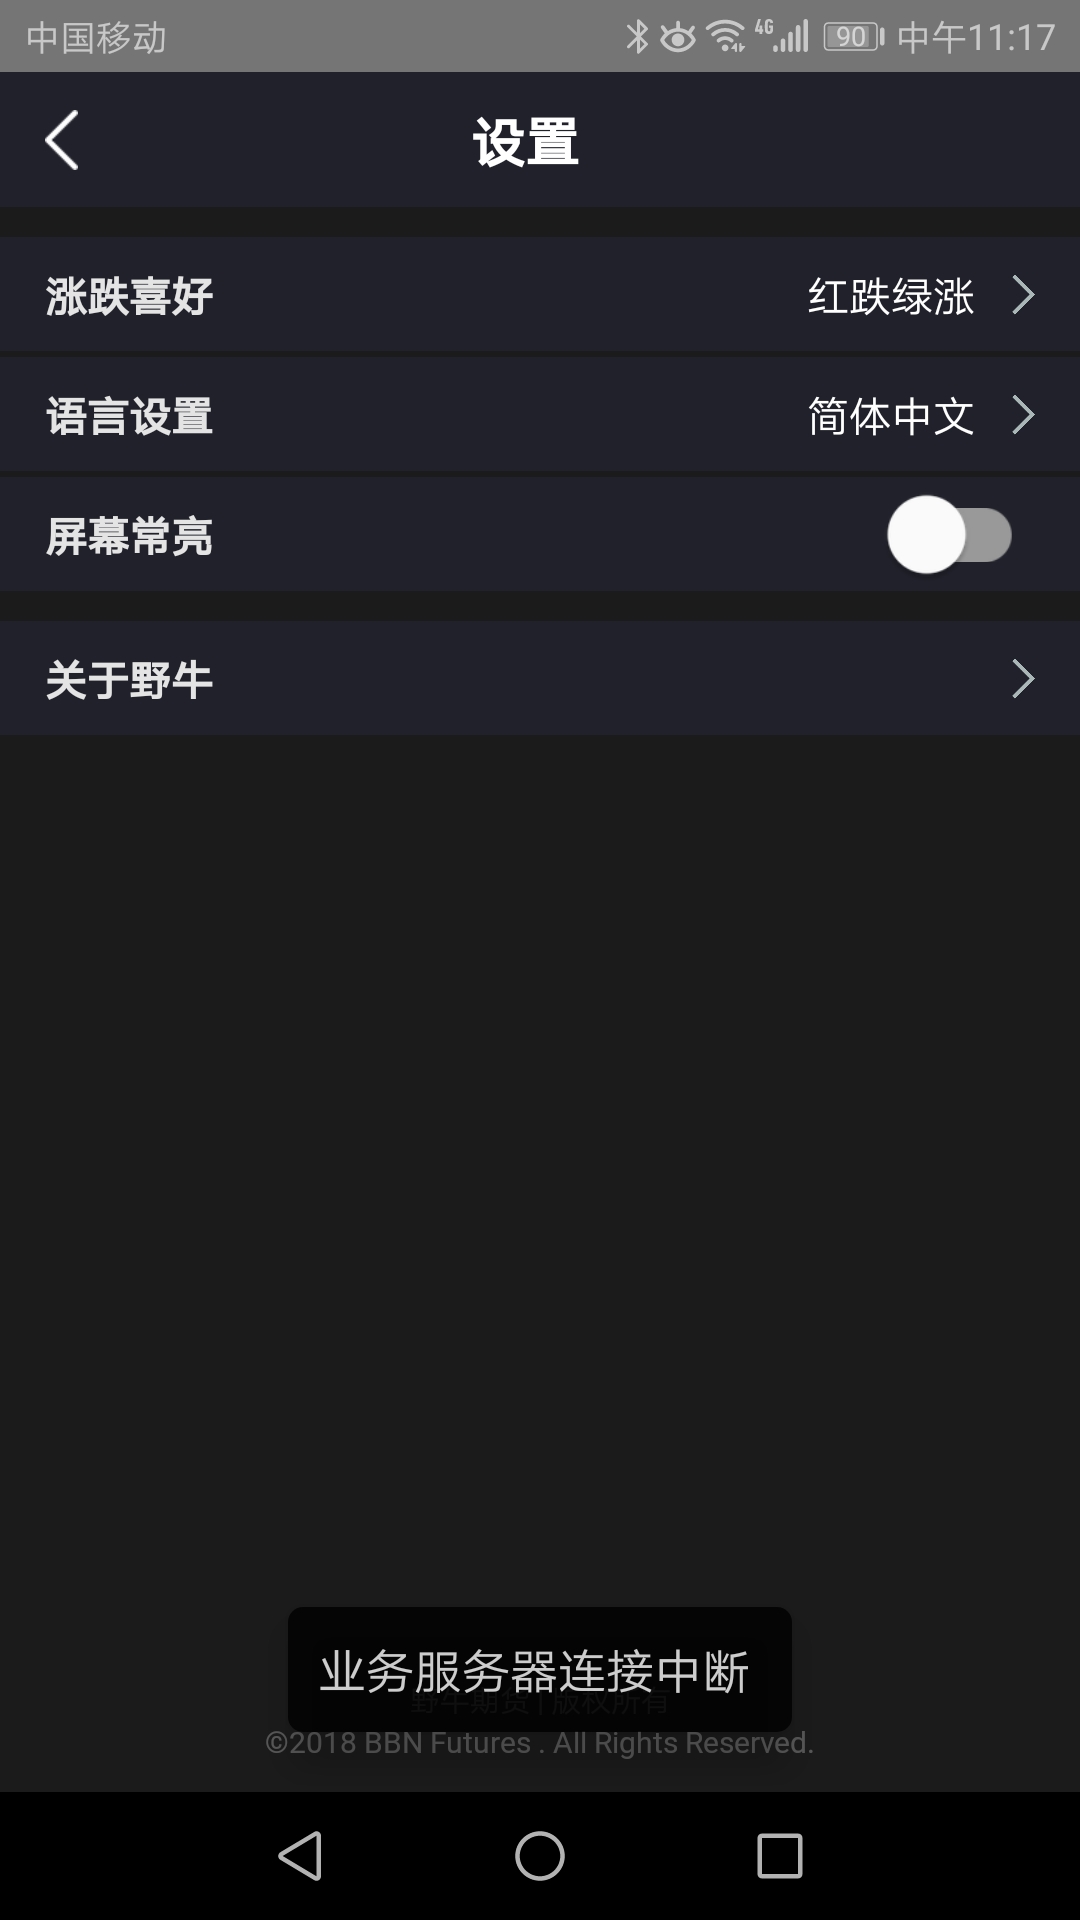 中国移动 4G 90 中午11:17
设置
涨跌喜好 红跌绿涨
语言设置 简体中文
屏幕常亮
关于野牛
业务服务器连接中断
野牛期货 | 版权所有
©2018 BBN Futures . All Rights Reserved.